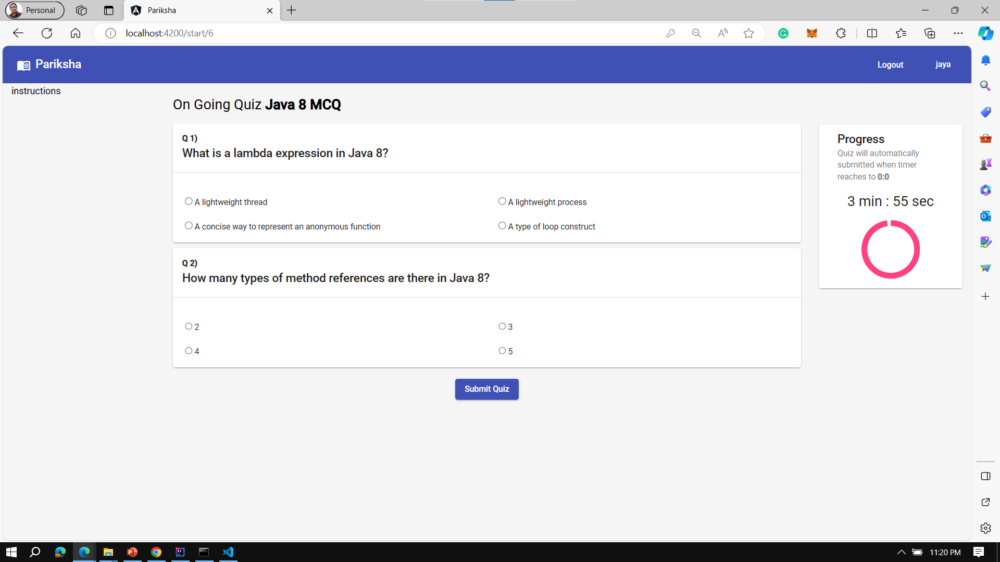 Personal
Pariksha
localhost:4200/start/6
Pariksha
Logout
jaya
instructions
On Going Quiz Java 8 MCQ
Q 1)
What is a lambda expression in Java 8?
A lightweight thread
A lightweight process
A concise way to represent an anonymous function
A type of loop construct
Q 2)
How many types of method references are there in Java 8?
2
3
4
5
Submit Quiz
Progress
Quiz will automatically
submitted when timer
reaches to 0:0
3 min : 55 sec
11:20 PM